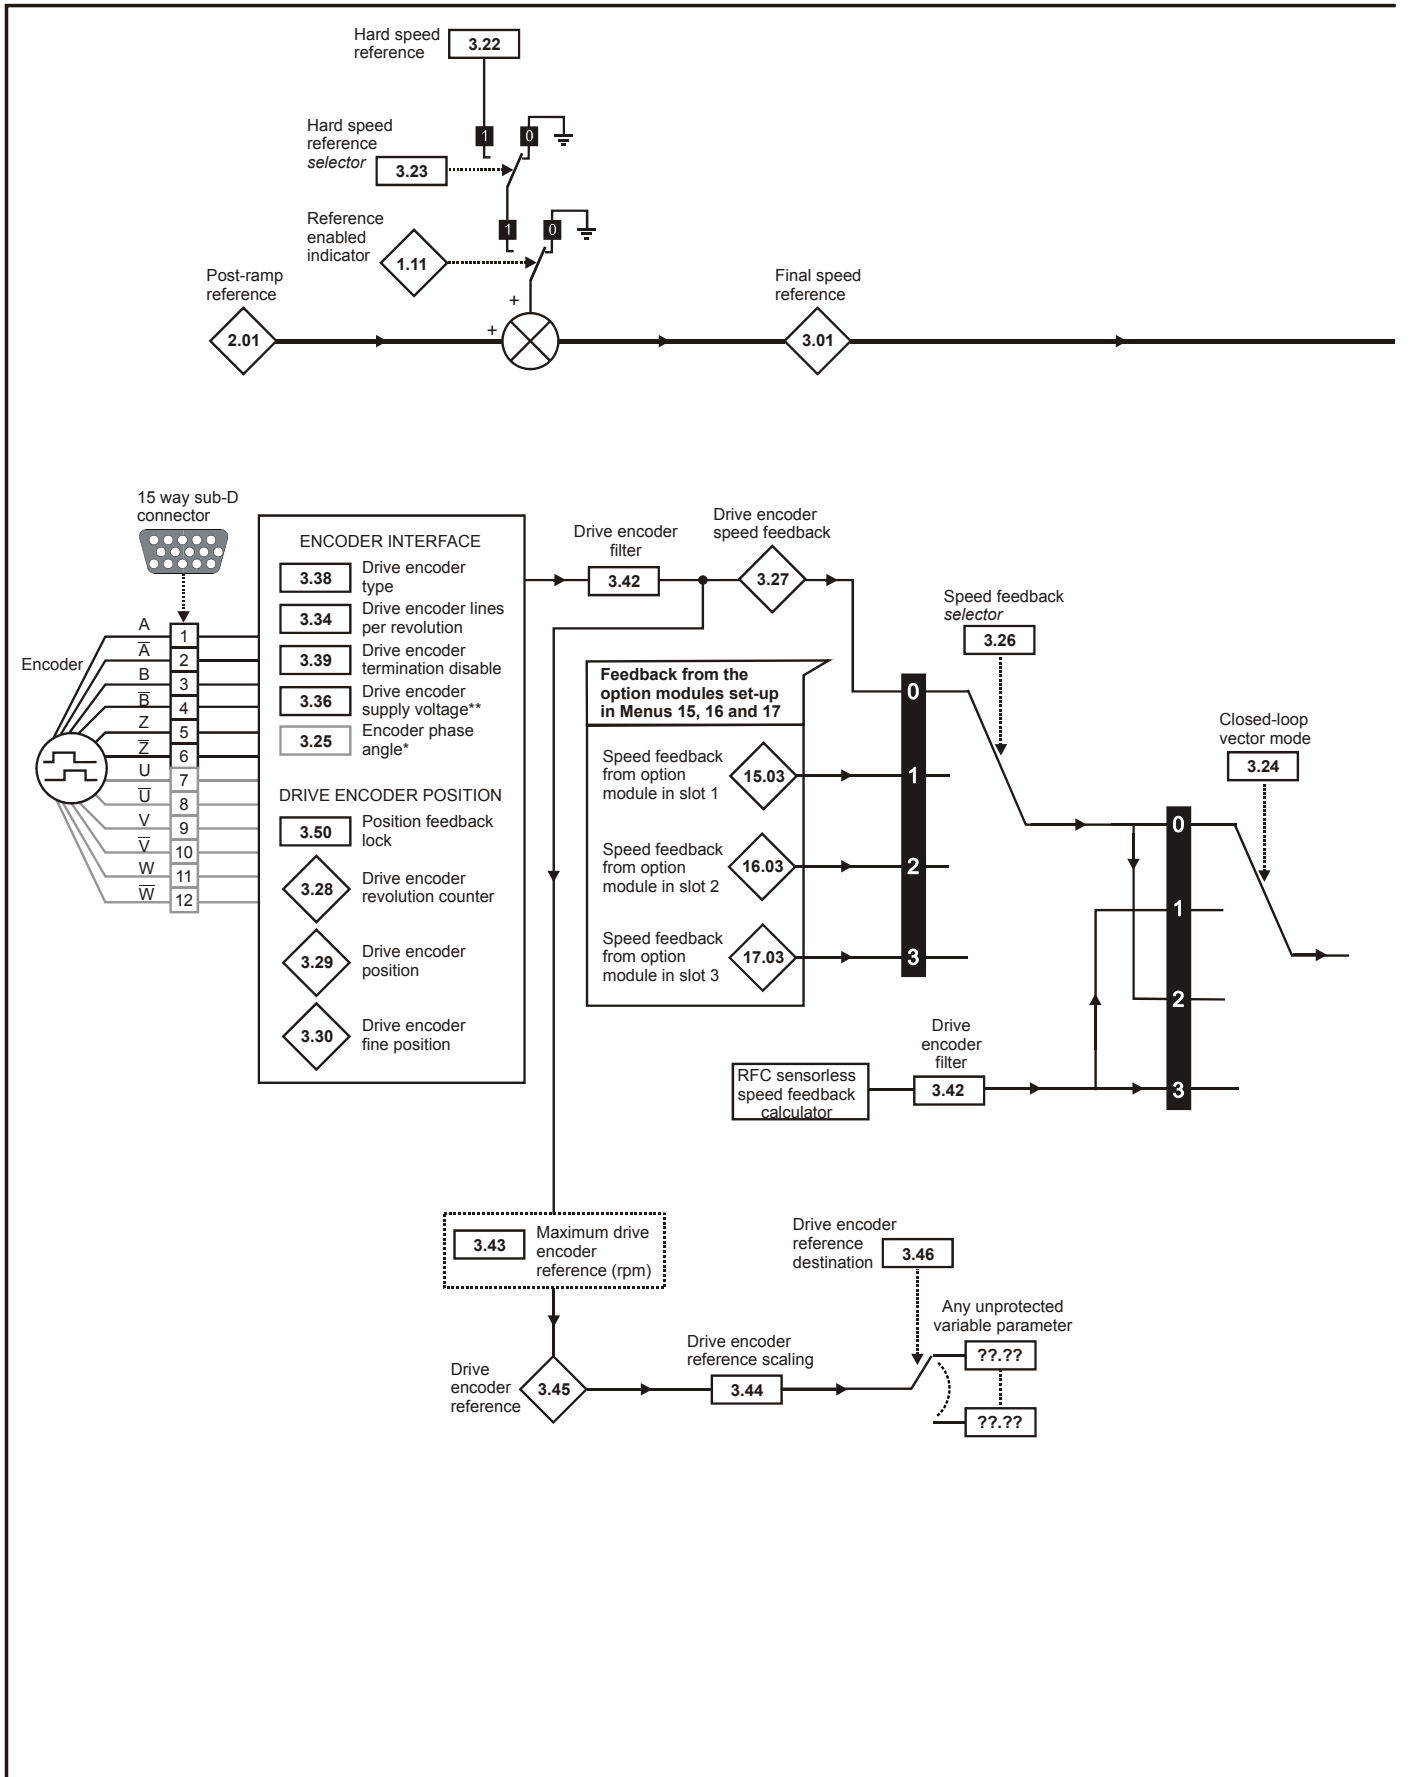 Hard speed
reference
3.22
1
0
Hard speed
reference
selector
3.23
1
0
Reference
enabled
indicator
1.11
Post-ramp
reference
2.01
+
+
Final speed
reference
3.01
15 way sub-D
connector
Encoder
A
A̅
B
B̅
Z
Z̅
U
U̅
V
V̅
W
W̅
1
2
3
4
5
6
7
8
9
10
11
12
ENCODER INTERFACE
3.38
Drive encoder
type
3.34
Drive encoder lines
per revolution
3.39
Drive encoder
termination disable
3.36
Drive encoder
supply voltage**
3.25
Encoder phase
angle*
DRIVE ENCODER POSITION
3.50
Position feedback
lock
3.28
Drive encoder
revolution counter
3.29
Drive encoder
position
3.30
Drive encoder
fine position
Drive encoder
filter
3.42
Drive encoder
speed feedback
3.27
Feedback from the
option modules set-up
in Menus 15, 16 and 17
Speed feedback
from option
module in slot 1
15.03
Speed feedback
from option
module in slot 2
16.03
Speed feedback
from option
module in slot 3
17.03
0
1
2
3
Speed feedback
selector
3.26
Closed-loop
vector mode
3.24
0
1
2
3
RFC sensorless
speed feedback
calculator
Drive
encoder
filter
3.42
3.43
Maximum drive
encoder
reference (rpm)
Drive
encoder
reference
3.45
Drive encoder
reference scaling
3.44
Drive encoder
reference
destination
3.46
Any unprotected
variable parameter
??.??
??.??